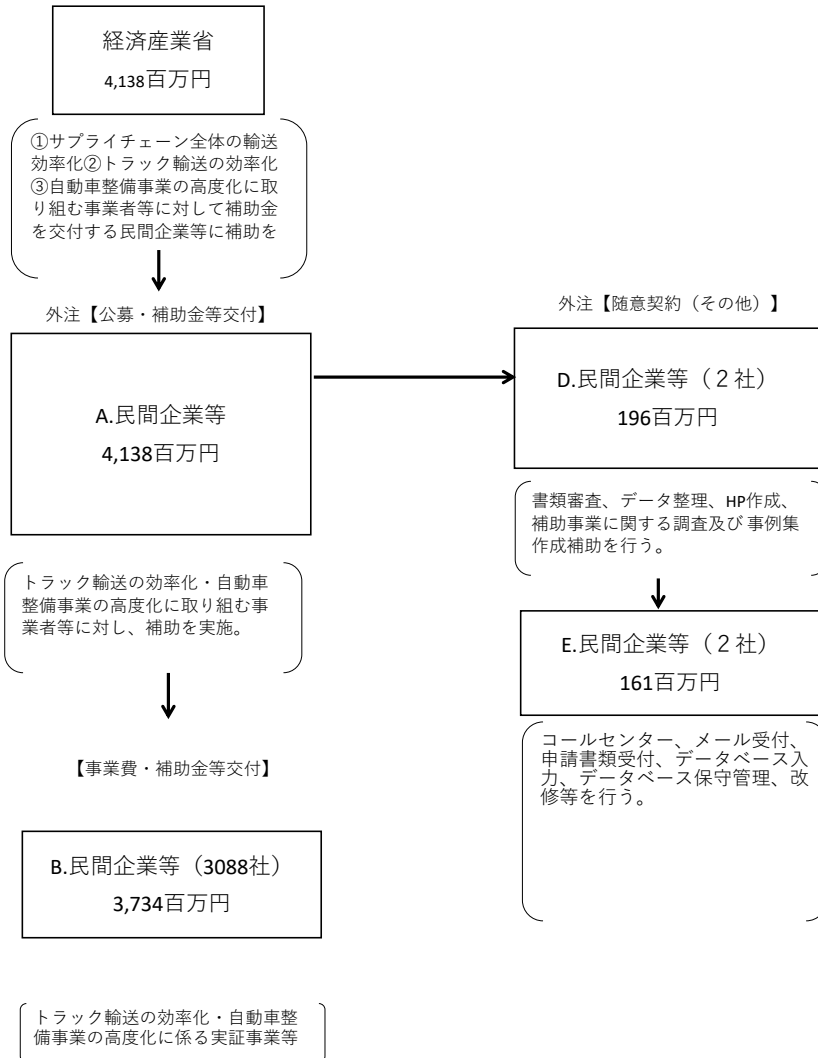 経済産業省
4,138百万円
①サプライチェーン全体の輸送
効率化②トラック輸送の効率化
③自動車整備事業の高度化に取
り組む事業者等に対して補助金
を交付する民間企業等に補助を
外注【公募・補助金等交付】
A.民間企業等
4,138百万円
トラック輸送の効率化・自動車
整備事業の高度化に取り組む事
業者等に対し、補助を実施。
【事業費・補助金等交付】
B.民間企業等（3088社）
3,734百万円
トラック輸送の効率化・自動車整
備事業の高度化に係る実証事業等
外注【随意契約（その他）】
D.民間企業等（２社）
196百万円
書類審査、データ整理、HP作成、
補助事業に関する調査及び 事例集
作成補助を行う。
E.民間企業等（２社）
161百万円
コールセンター、メール受付、
申請書類受付、データベース入
力、データベース保守管理、改
修等を行う。